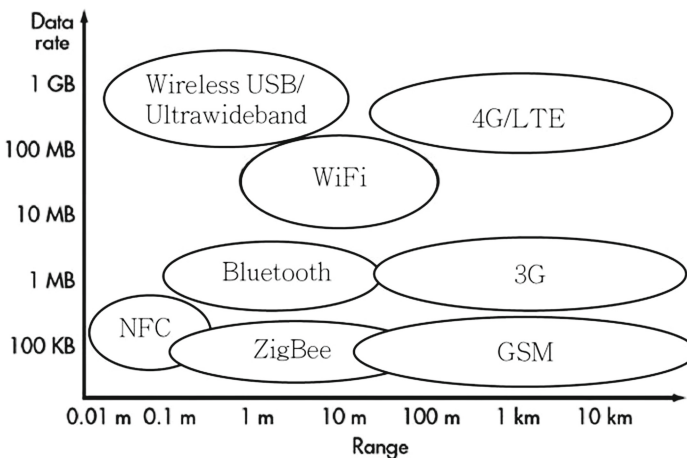 Data
rate
1 GB
Wireless USB/
Ultrawideband
4G/LTE
100 MB
WiFi
10 MB
Bluetooth
3G
1 MB
NFC
100 KB
ZigBee
GSM
0.01 m 0.1 m 1 m 10 m 100 m 1 km 10 km
Range